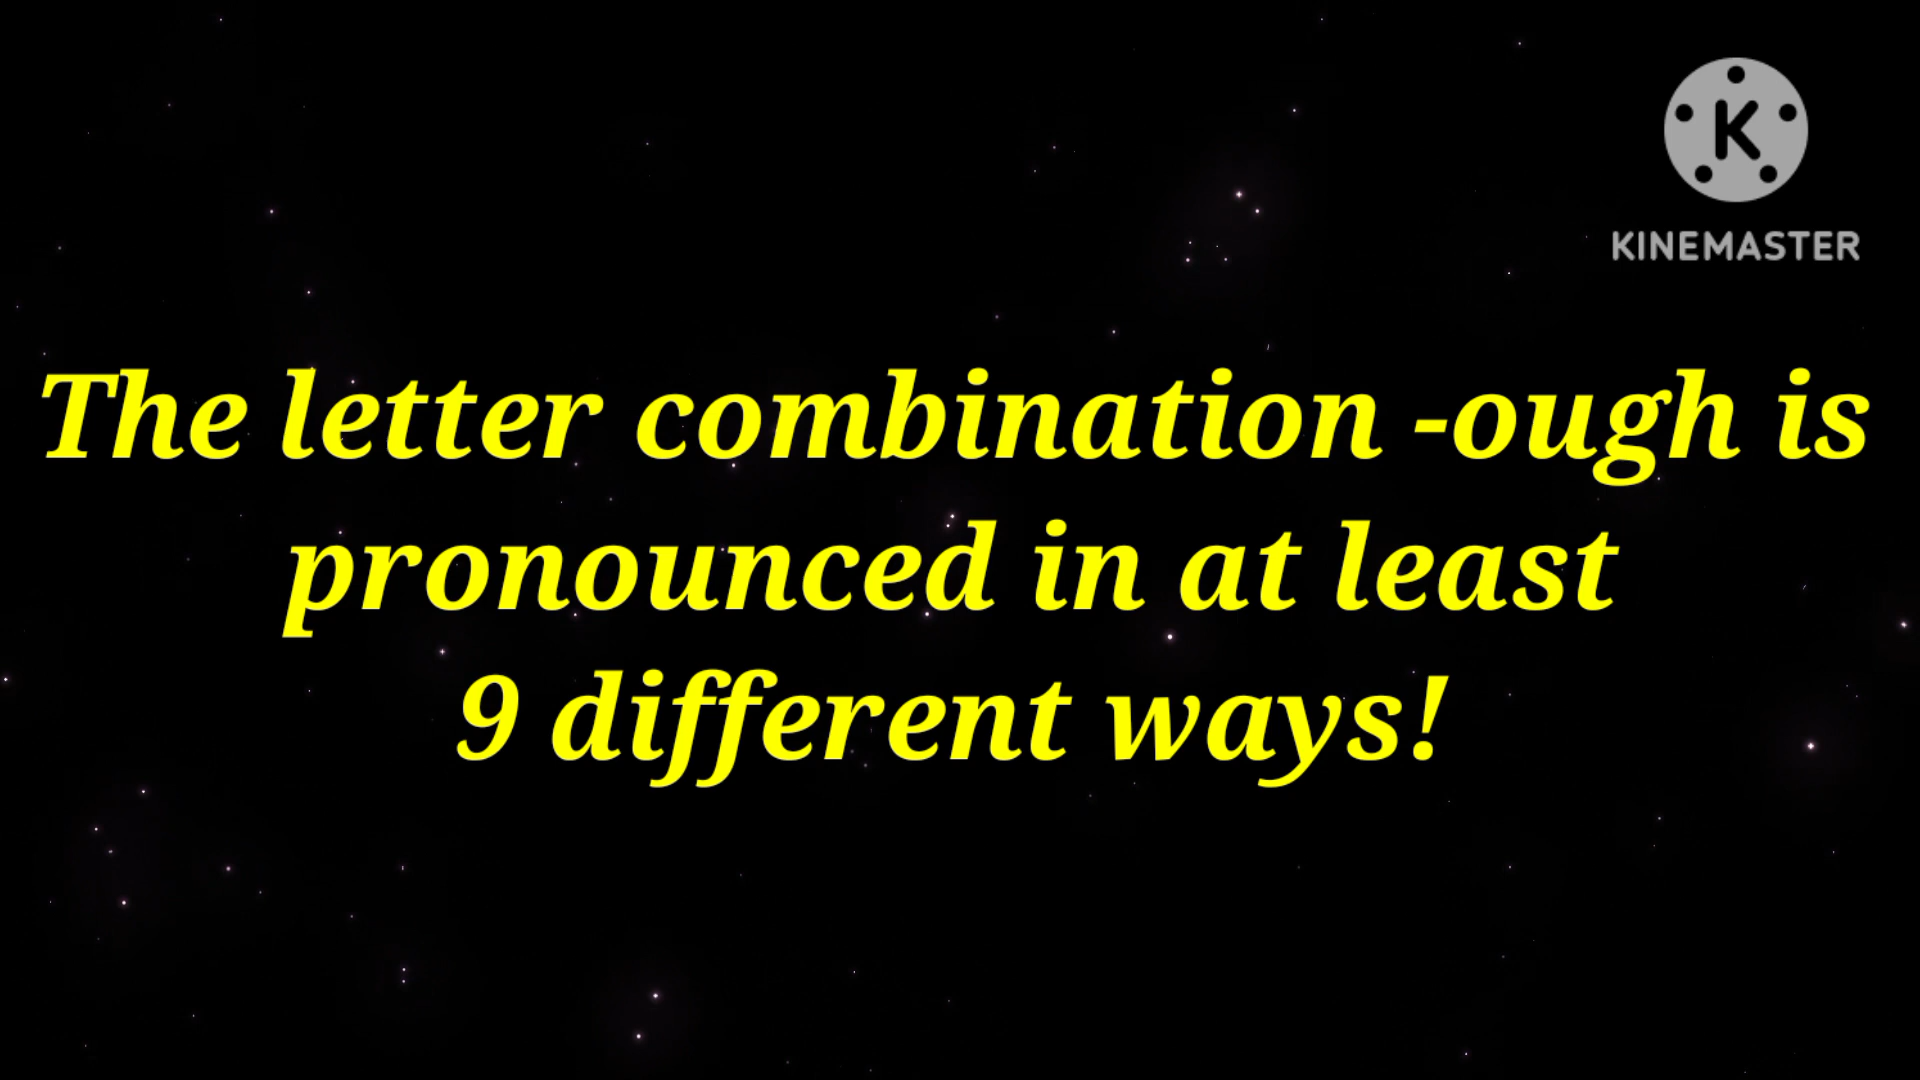 K
KINEMASTER
The letter combination -ough is
pronounced in at least
9 different ways!